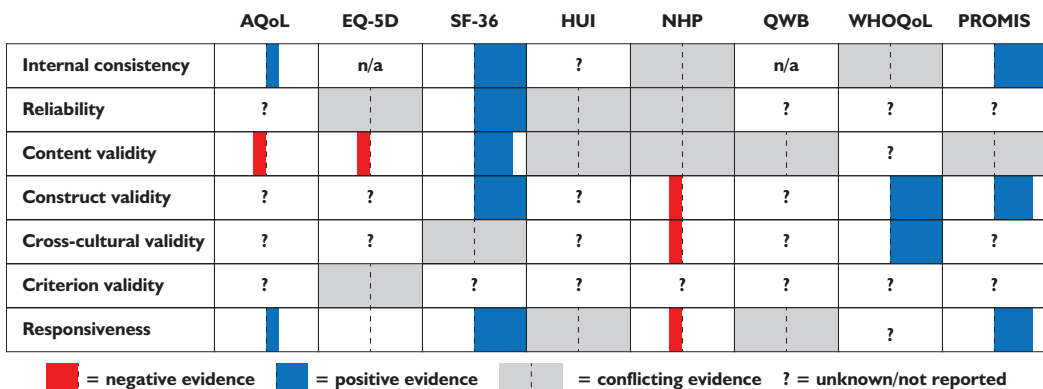 AQoL EQ-5D SF-36 HUI NHP QWB WHOQoL PROMIS
Internal consistency n/a ? n/a
Reliability ? ? ? ?
Content validity ?
Construct validity ? ? ? ?
Cross-cultural validity ? ? ? ? ?
Criterion validity ? ? ? ? ? ? ?
Responsiveness ?
= negative evidence = positive evidence = conflicting evidence ? = unknown/not reported